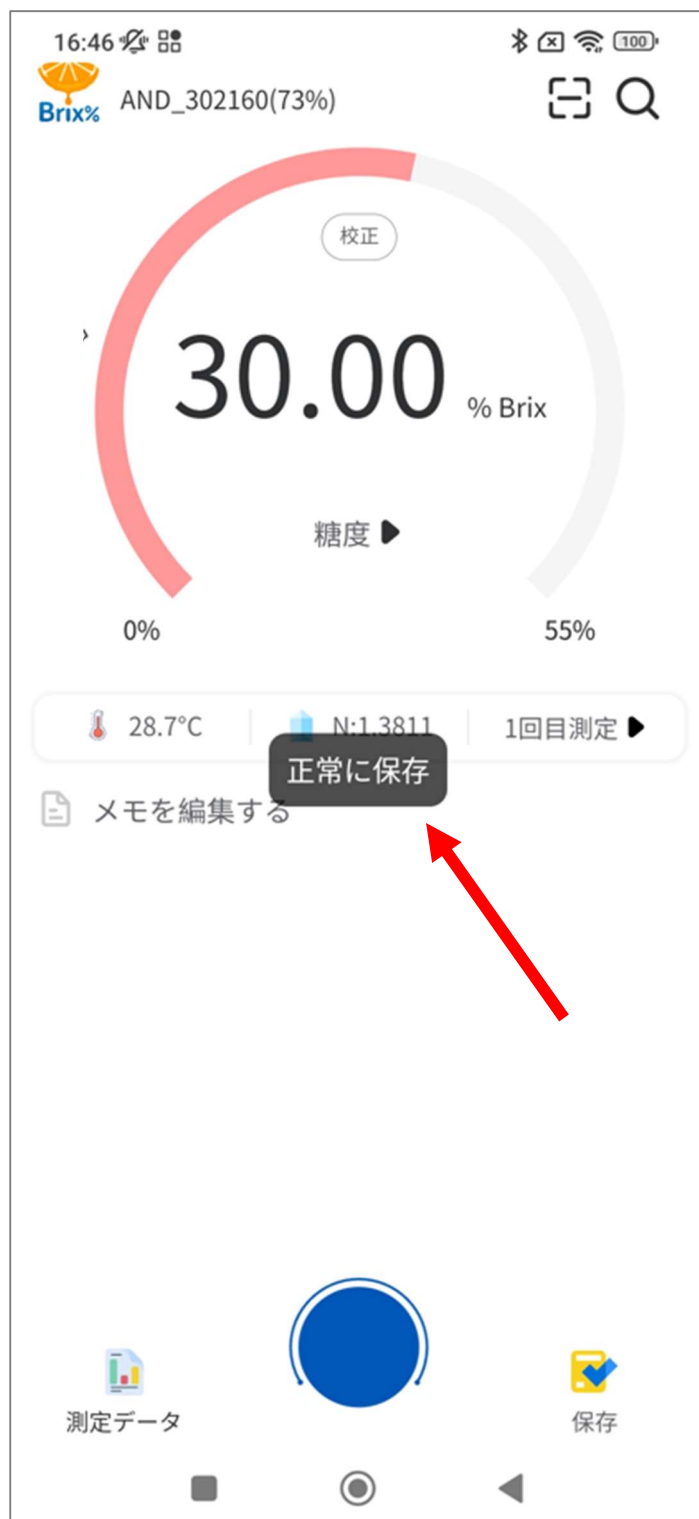 16:46
100
Brix%
AND_302160(73%)
校正
30.00 % Brix
糖度
0%
55%
28.7°C
N:1.3811
1回目測定
正常に保存
メモを編集する
測定データ
保存